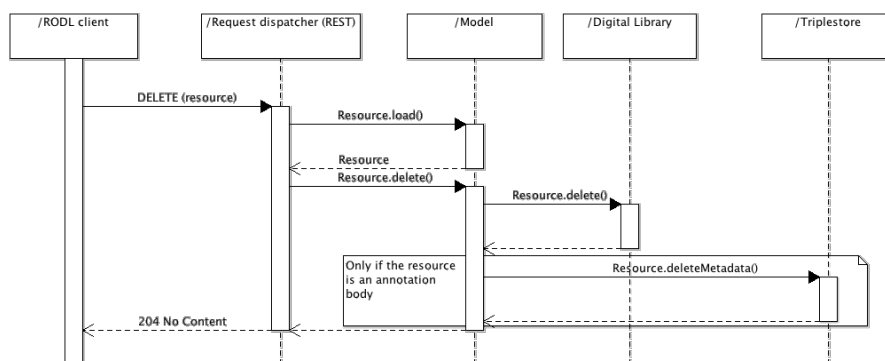 /RODL client
/Request dispatcher (REST)
/Model
/Digital Library
/Triplestore
DELETE (resource)
Resource.load()
Resource
Resource.delete()
Resource.delete()
Only if the resource
is an annotation
body
Resource.deleteMetadata()
204 No Content